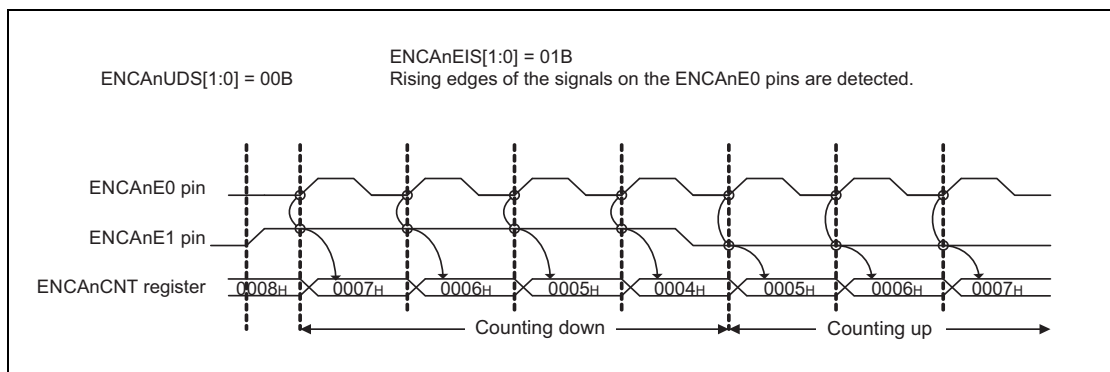 ENCAnEIS[1:0] = 01B
ENCAnUDS[1:0] = 00B
Rising edges of the signals on the ENCAnE0 pins are detected.
ENCAnE0 pin
ENCAnE1 pin
ENCAnCNT register
0008H 0007H 0006H 0005H 0004H 0005H 0006H 0007H
Counting down Counting up